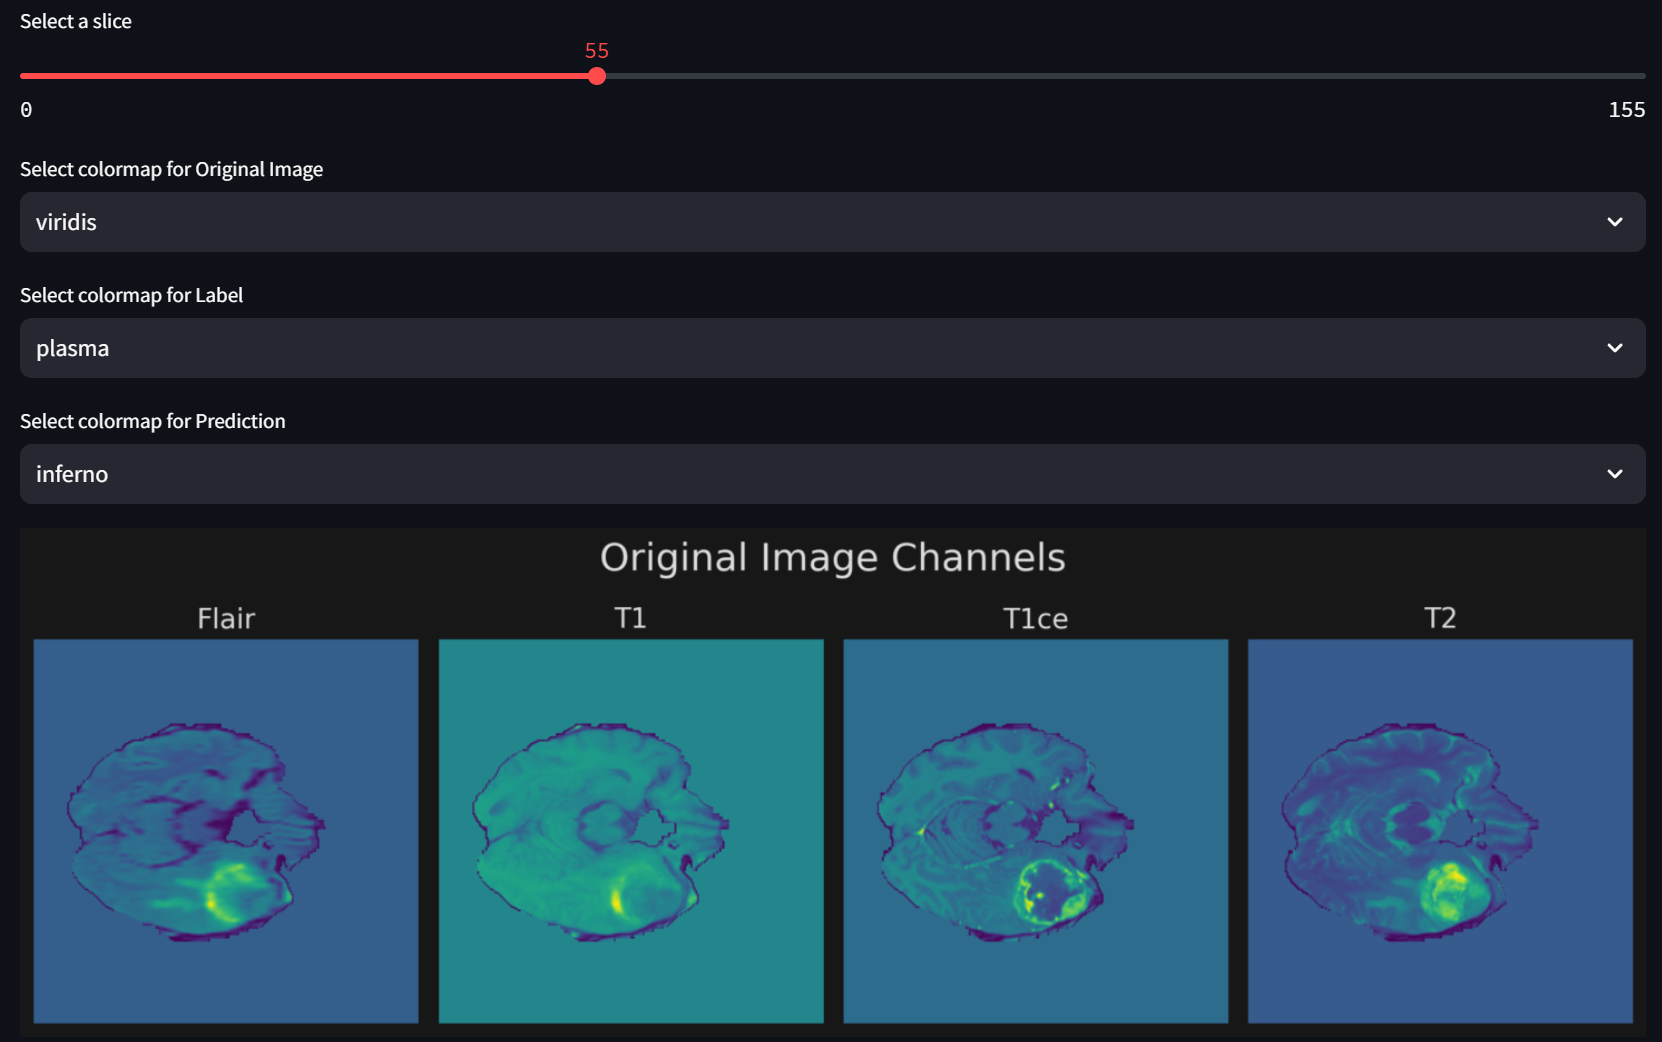 Select a slice
55
0
155
Select colormap for Original Image
viridis
Select colormap for Label
plasma
Select colormap for Prediction
inferno
Original Image Channels
Flair
T1
T1ce
T2